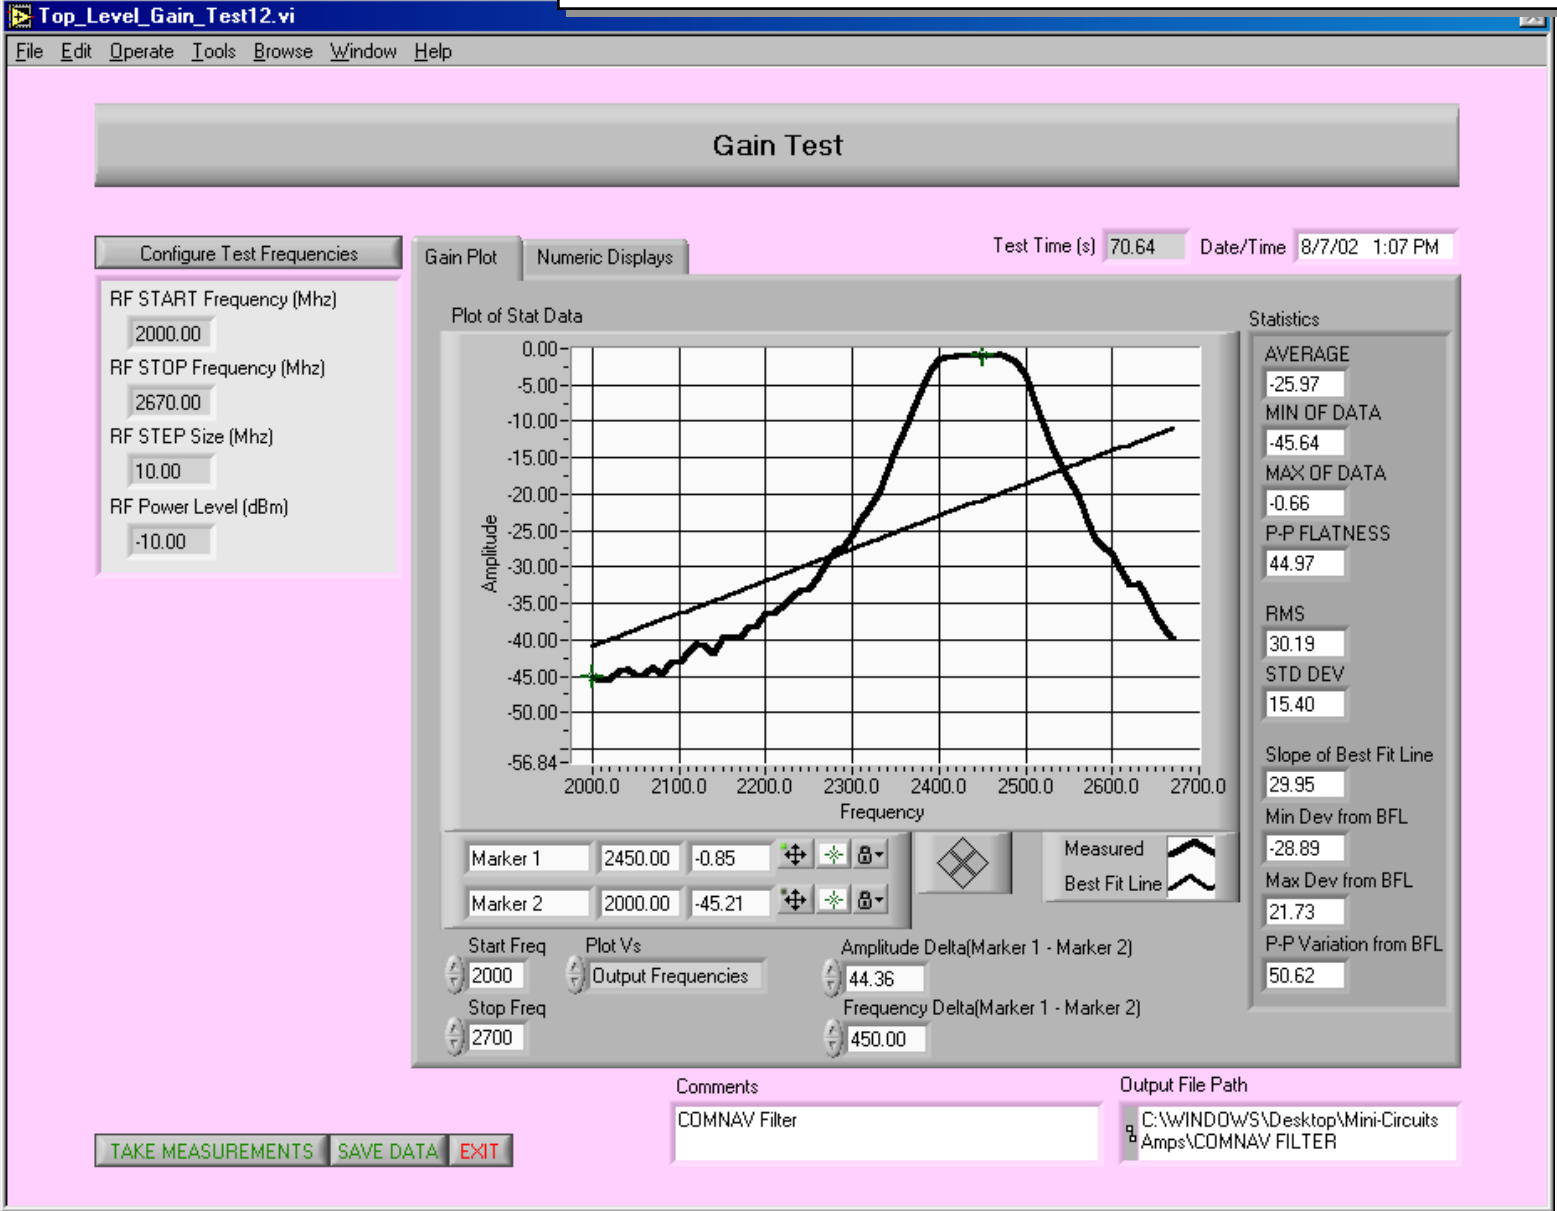 Top_Level_Gain_Test12.vi
File Edit Operate Tools Browse Window Help
Gain Test
Configure Test Frequencies
RF START Frequency (Mhz)
2000.00
RF STOP Frequency (Mhz)
2670.00
RF STEP Size (Mhz)
10.00
RF Power Level (dBm)
-10.00
Gain Plot
Numeric Displays
Test Time (s) 70.64
Date/Time 8/7/02 1:07 PM
Plot of Stat Data
Amplitude
0.00
-5.00
-10.00
-15.00
-20.00
-25.00
-30.00
-35.00
-40.00
-45.00
-50.00
-56.84
2000.0 2100.0 2200.0 2300.0 2400.0 2500.0 2600.0 2700.0
Frequency
Marker 1 2450.00 -0.85
Marker 2 2000.00 -45.21
Measured
Best Fit Line
Start Freq
2000
Stop Freq
2700
Plot Vs
Output Frequencies
Amplitude Delta(Marker 1 - Marker 2)
44.36
Frequency Delta(Marker 1 - Marker 2)
450.00
Statistics
AVERAGE
-25.97
MIN OF DATA
-45.64
MAX OF DATA
-0.66
P-P FLATNESS
44.97
RMS
30.19
STD DEV
15.40
Slope of Best Fit Line
29.95
Min Dev from BFL
-28.89
Max Dev from BFL
21.73
P-P Variation from BFL
50.62
Comments
COMNAV Filter
Output File Path
C:\WINDOWS\Desktop\Mini-Circuits
Amps\COMNAV FILTER
TAKE MEASUREMENTS
SAVE DATA
EXIT